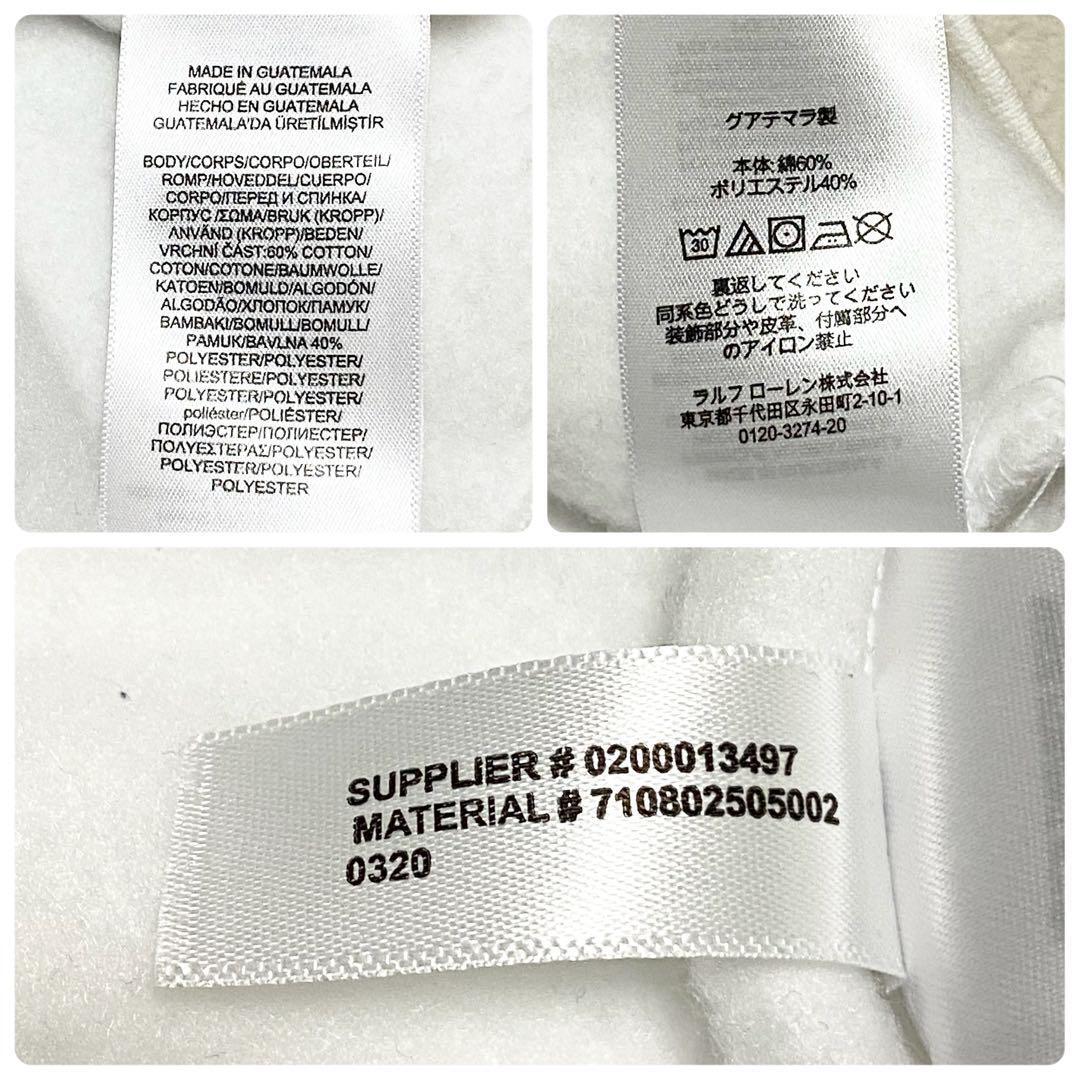 MADE IN GUATEMALA
FABRIQUÉ AU GUATEMALA
HECHO EN GUATEMALA
GUATEMALA'DA ÜRETİLMİŞTİR
BODY/CORPS/CORPO/OBERTEIL/
ROMP/HOVEDDEL/CUERPO/
CORPO/ПЕРЕД И СПИНКА/
КОРПУС/ΣΩΜΑ/BRUK (KROPP)/
ANVÄND (KROPP)/BEDEN/
VRCHNÍ ČÁST:60% COTTON/
COTON/COTONE/BAUMWOLLE/
KATOEN/BOMULD/ALGODÓN/
ALGODÃO/ХЛОПОК/ПАМУК/
BAMBAKI/BOMULL/BOMULL/
PAMUK/BAVLNA 40%
POLYESTER/POLYESTER/
POLIESTERE/POLYESTER/
POLYESTER/POLYESTER/
poliéster/POLIÉSTER/
ПОЛИЭСТЕР/ПОЛИЕСТЕР/
ΠΟΛΥΕΣΤΕΡΑΣ/POLYESTER/
POLYESTER/POLYESTER/
POLYESTER
グアテマラ製
本体:綿60%
ポリエステル40%
30
裏返してください
同系色どうしで洗ってください
装飾部分や皮革、付属部分へ
のアイロン禁止
ラルフ ローレン株式会社
東京都千代田区永田町2-10-1
0120-3274-20
SUPPLIER # 0200013497
MATERIAL # 710802505002
0320